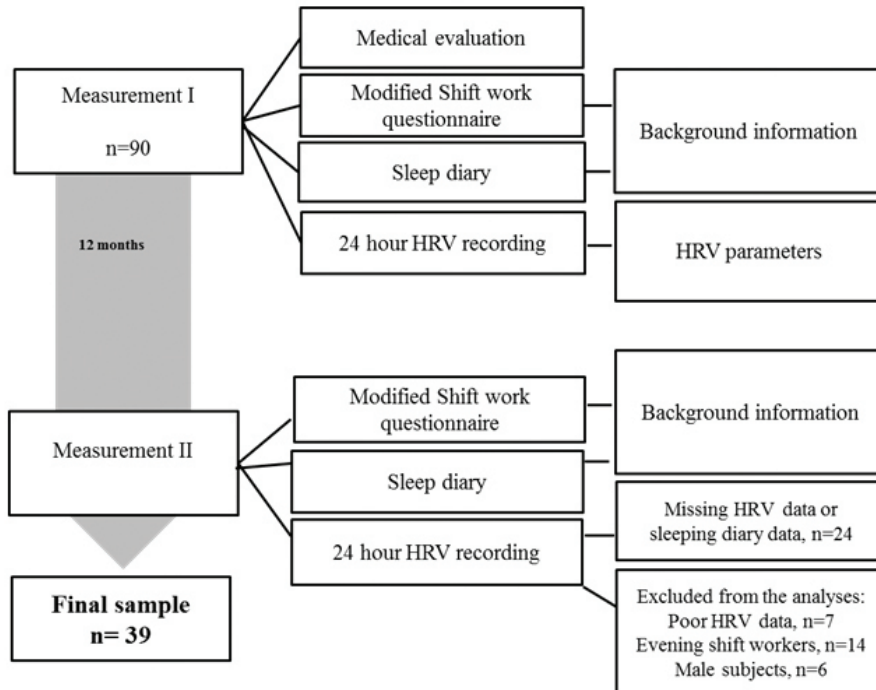 Medical evaluation
Measurement I
n=90
Modified Shift work
questionnaire
Background information
Sleep diary
24 hour HRV recording
HRV parameters
12 months
Modified Shift work
questionnaire
Background information
Measurement II
Sleep diary
Missing HRV data or
sleeping diary data, n=24
24 hour HRV recording
Final sample
n= 39
Excluded from the analyses:
Poor HRV data, n=7
Evening shift workers, n=14
Male subjects, n=6